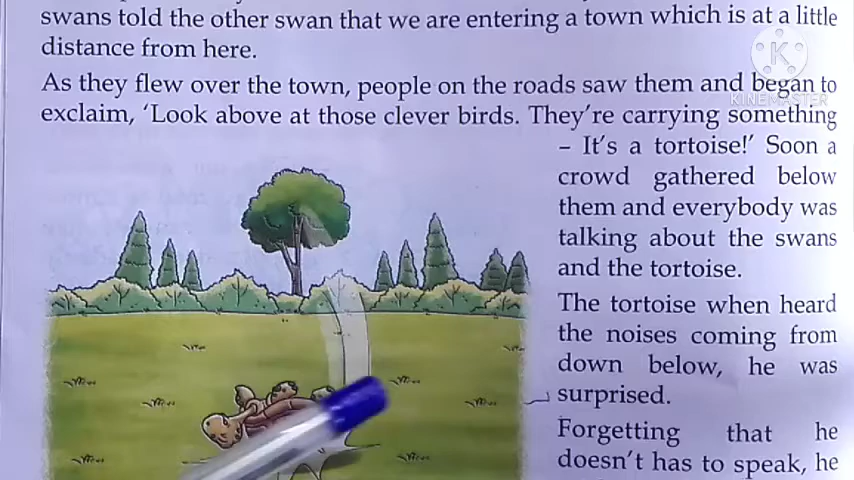 swans told the other swan that we are entering a town which is at a little
distance from here.
As they flew over the town, people on the roads saw them and began to
exclaim, ‘Look above at those clever birds. They’re carrying something
– It’s a tortoise!’ Soon a
crowd gathered below
them and everybody was
talking about the swans
and the tortoise.
The tortoise when heard
the noises coming from
down below, he was
surprised.
Forgetting that he
doesn’t has to speak, he
K
KINEMASTER